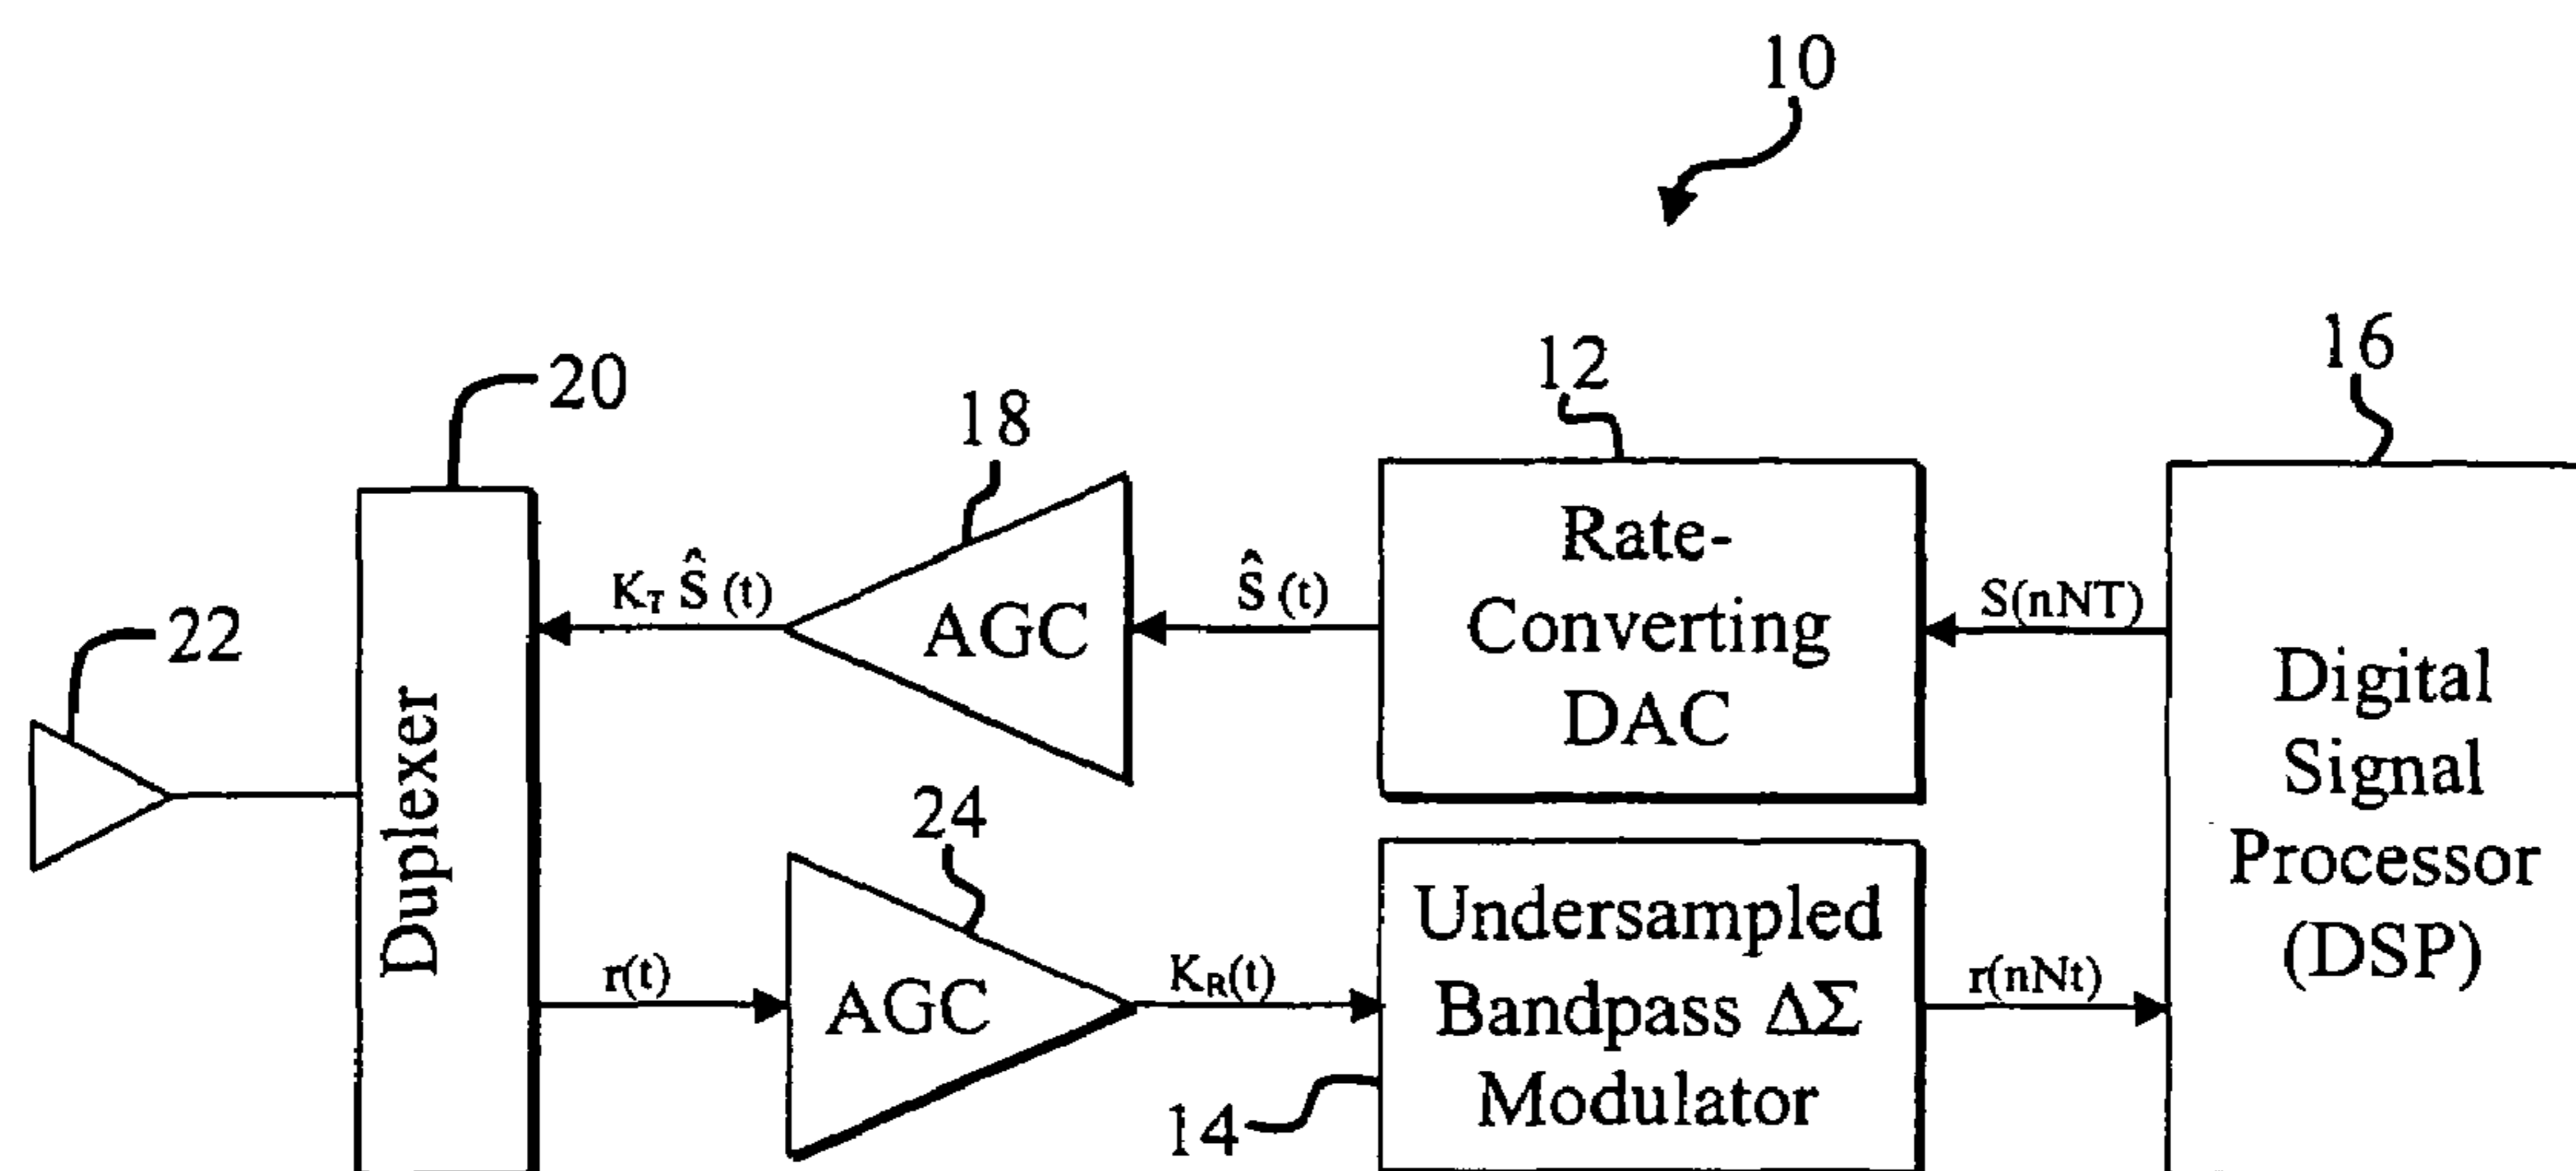 10
16
12
20
18
Rate-
Converting
DAC
K_T Ŝ (t)
AGC
Ŝ (t)
S(nNT)
22
Digital
Signal
Processor
(DSP)
Duplexer
24
r(t)
AGC
K_R(t)
Undersampled
Bandpass ΔΣ
Modulator
r(nNt)
14